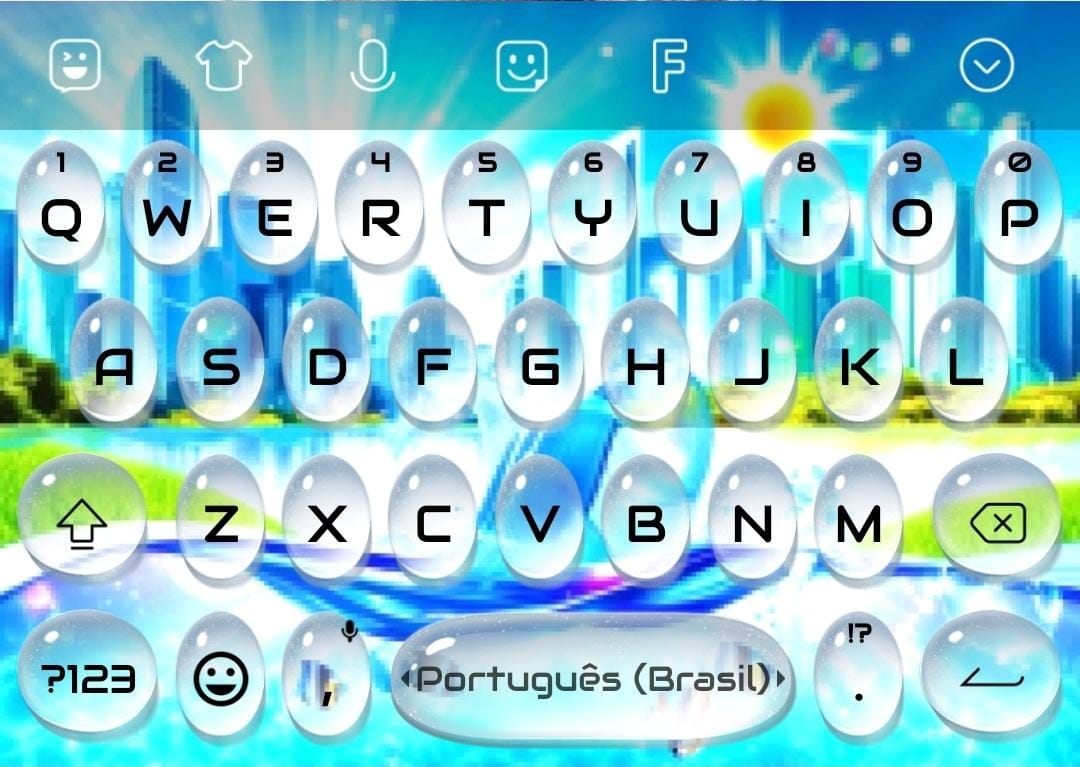 F
1 2 3 4 5 6 7 8 9 0
Q W E R T Y U I O P
A S D F G H J K L
Z X C V B N M
!?
?123 , Português (Brasil) .